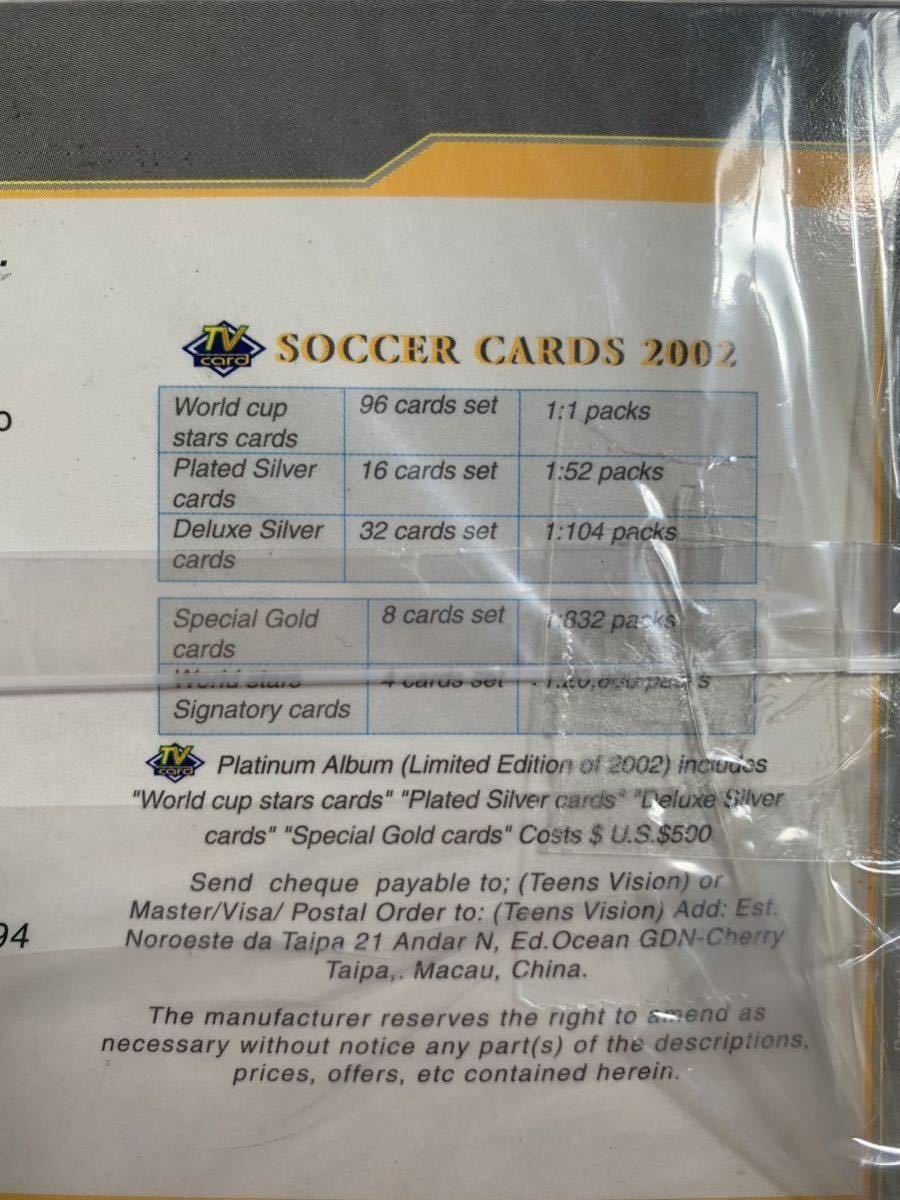 TV card SOCCER CARDS 2002
World cup stars cards 96 cards set 1:1 packs
Plated Silver cards 16 cards set 1:52 packs
Deluxe Silver cards 32 cards set 1:104 packs
Special Gold cards 8 cards set 1:832 packs
World stars Signatory cards 4 cards set
TV card Platinum Album (Limited Edition of 2002) includes
"World cup stars cards" "Plated Silver cards" "Deluxe Silver
cards" "Special Gold cards" Costs $ U.S.$500
Send cheque payable to; (Teens Vision) or
Master/Visa/ Postal Order to: (Teens Vision) Add: Est.
94
Noroeste da Taipa 21 Andar N, Ed.Ocean GDN-Cherry
Taipa,. Macau, China.
The manufacturer reserves the right to amend as
necessary without notice any part(s) of the descriptions,
prices, offers, etc contained herein.